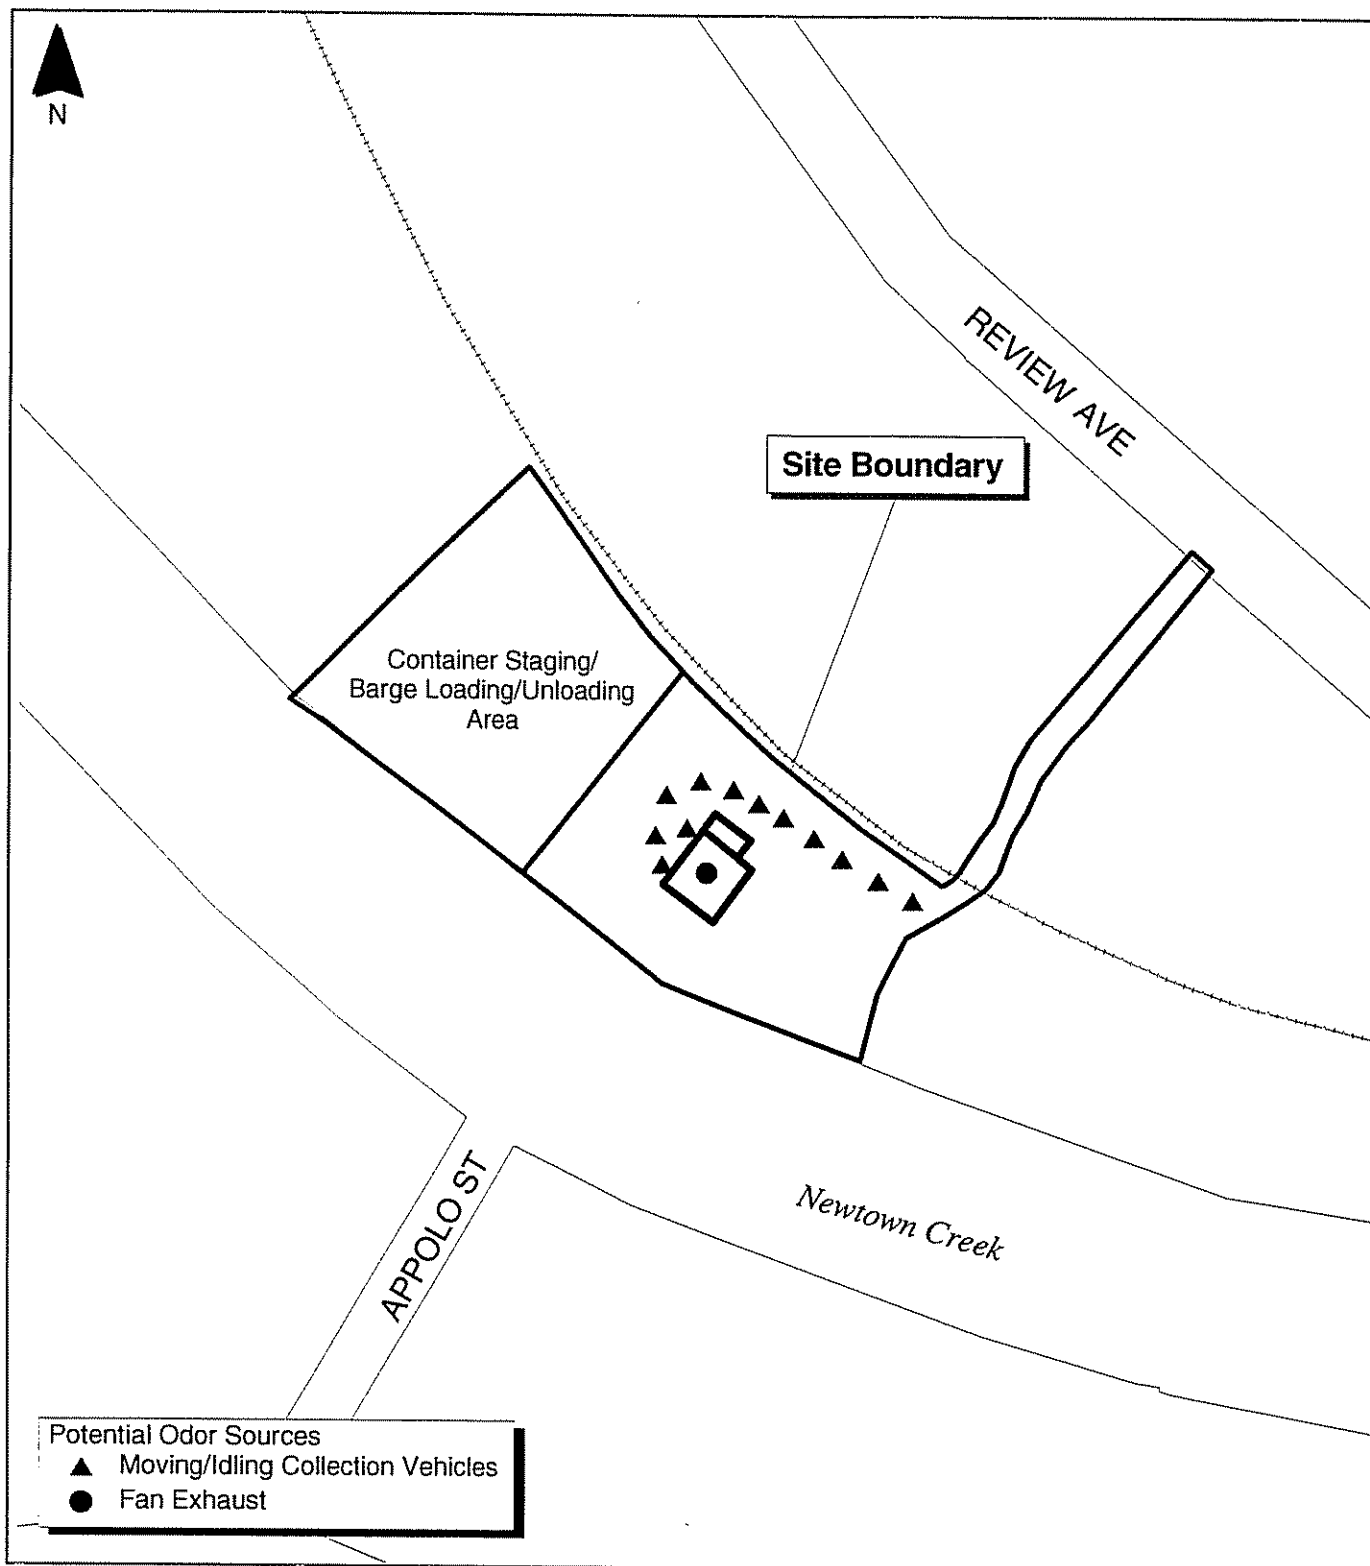 N
REVIEW AVE
Site Boundary
Container Staging/
Barge Loading/Unloading
Area
Newtown Creek
APPOLO ST
Potential Odor Sources
Moving/Idling Collection Vehicles
Fan Exhaust